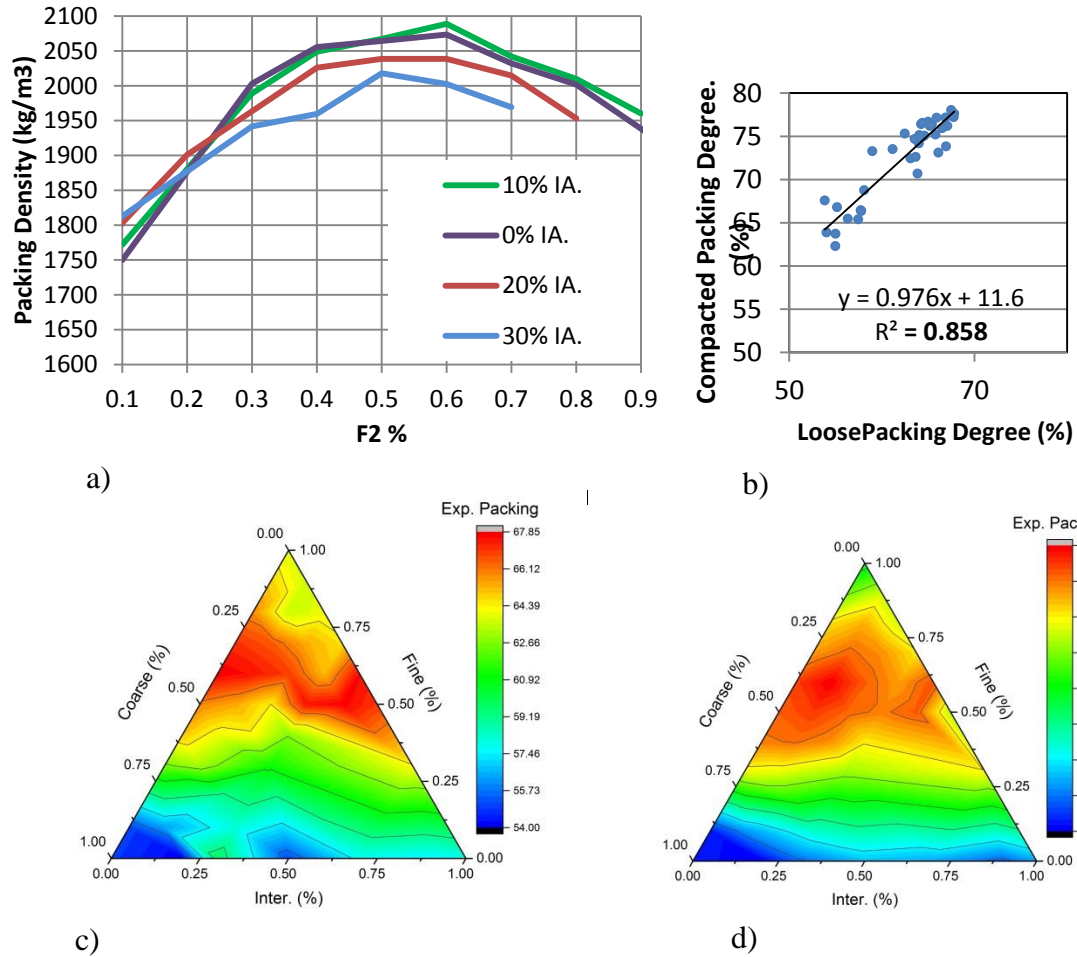 2100
2050
2000
1950
1900
1850
1800
1750
1700
1650
1600
Packing Density (kg/m3)
0.1 0.2 0.3 0.4 0.5 0.6 0.7 0.8 0.9
F2 %
10% IA.
0% IA.
20% IA.
30% IA.
a)
80
75
70
65
60
55
50
Compacted Packing Degree.
(%)
y = 0.976x + 11.6
R² = 0.858
50 70
LoosePacking Degree (%)
b)
Exp. Packing
67.85
66.12
64.39
62.66
60.92
59.19
57.46
55.73
54.00
0.00
0.25
0.50
0.75
1.00
Coarse (%)
1.00
0.75
0.50
0.25
0.00
Fine (%)
0.00 0.25 0.50 0.75 1.00
Inter. (%)
c)
Exp. Pac
0.00
0.25
0.50
0.75
1.00
Coarse (%)
1.00
0.75
0.50
0.25
0.00
Fine (%)
0.00 0.25 0.50 0.75 1.00
Inter. (%)
d)